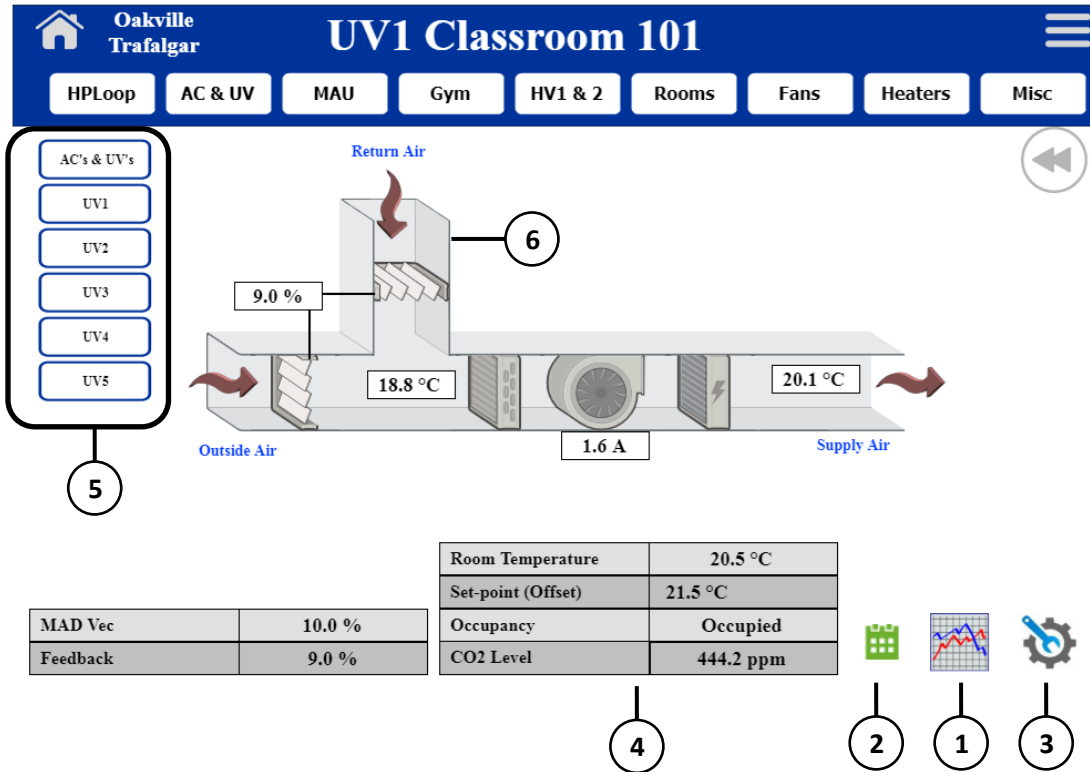 Oakville
Trafalgar
UV1 Classroom 101
HPLoop AC & UV MAU Gym HV1 & 2 Rooms Fans Heaters Misc
AC's & UV's
UV1
UV2
UV3
UV4
UV5
5
Return Air
6
9.0 %
18.8 °C
20.1 °C
1.6 A
Outside Air
Supply Air
MAD Vec 10.0 %
Feedback 9.0 %
Room Temperature 20.5 °C
Set-point (Offset) 21.5 °C
Occupancy Occupied
CO2 Level 444.2 ppm
4
2
1
3